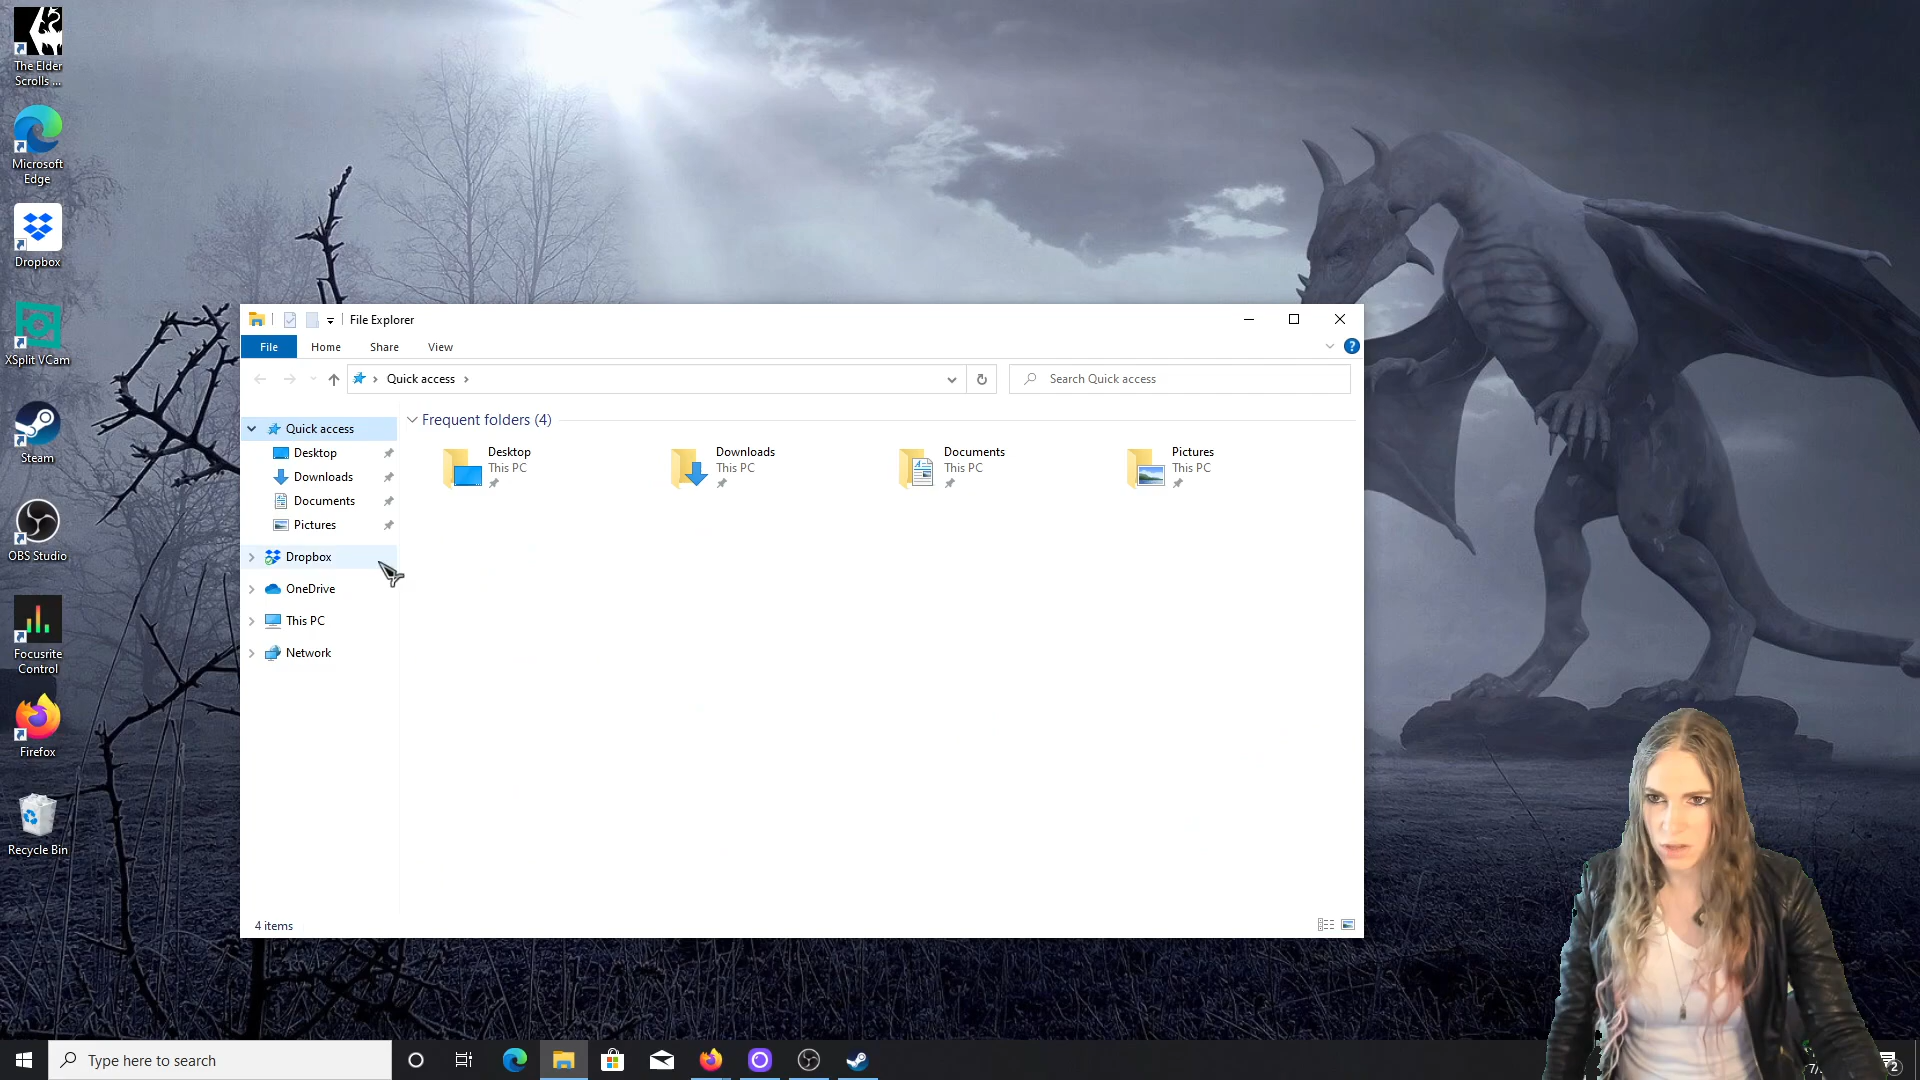 The Elder
Scrolls ...
Microsoft
Edge
Dropbox
XSplit VCam
Steam
OBS Studio
Focusrite
Control
Firefox
Recycle Bin
File Explorer
File Home Share View
Quick access
Search Quick access
Quick access
Desktop
Downloads
Documents
Pictures
Dropbox
OneDrive
This PC
Network
Frequent folders (4)
Desktop
This PC
Downloads
This PC
Documents
This PC
Pictures
This PC
4 items
Type here to search
2